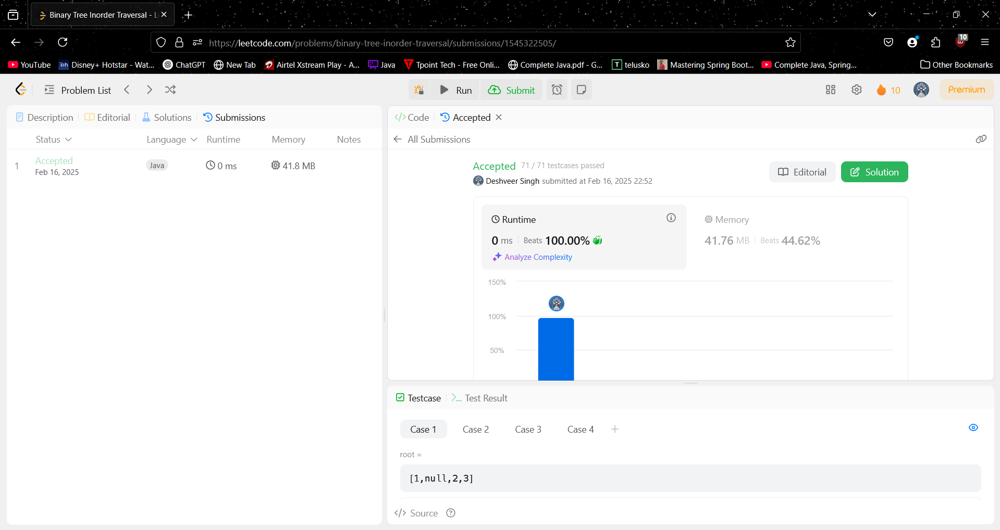 Binary Tree Inorder Traversal - L
https://leetcode.com/problems/binary-tree-inorder-traversal/submissions/1545322505/
10
YouTube
Disney+ Hotstar - Wat...
ChatGPT
New Tab
Airtel Xstream Play - A...
Java
Tpoint Tech - Free Onli...
Complete Java.pdf - G...
telusko
Mastering Spring Boot...
Complete Java, Spring...
Other Bookmarks
Problem List
Run
Submit
10
Premium
Description
Editorial
Solutions
Submissions
Status
Language
Runtime
Memory
Notes
1
Accepted
Feb 16, 2025
Java
0 ms
41.8 MB
Code
Accepted
All Submissions
Accepted 71 / 71 testcases passed
Deshveer Singh submitted at Feb 16, 2025 22:52
Editorial
Solution
Runtime
0 ms Beats 100.00%
Analyze Complexity
Memory
41.76 MB Beats 44.62%
150%
100%
50%
Testcase
Test Result
Case 1
Case 2
Case 3
Case 4
root =
[1,null,2,3]
Source